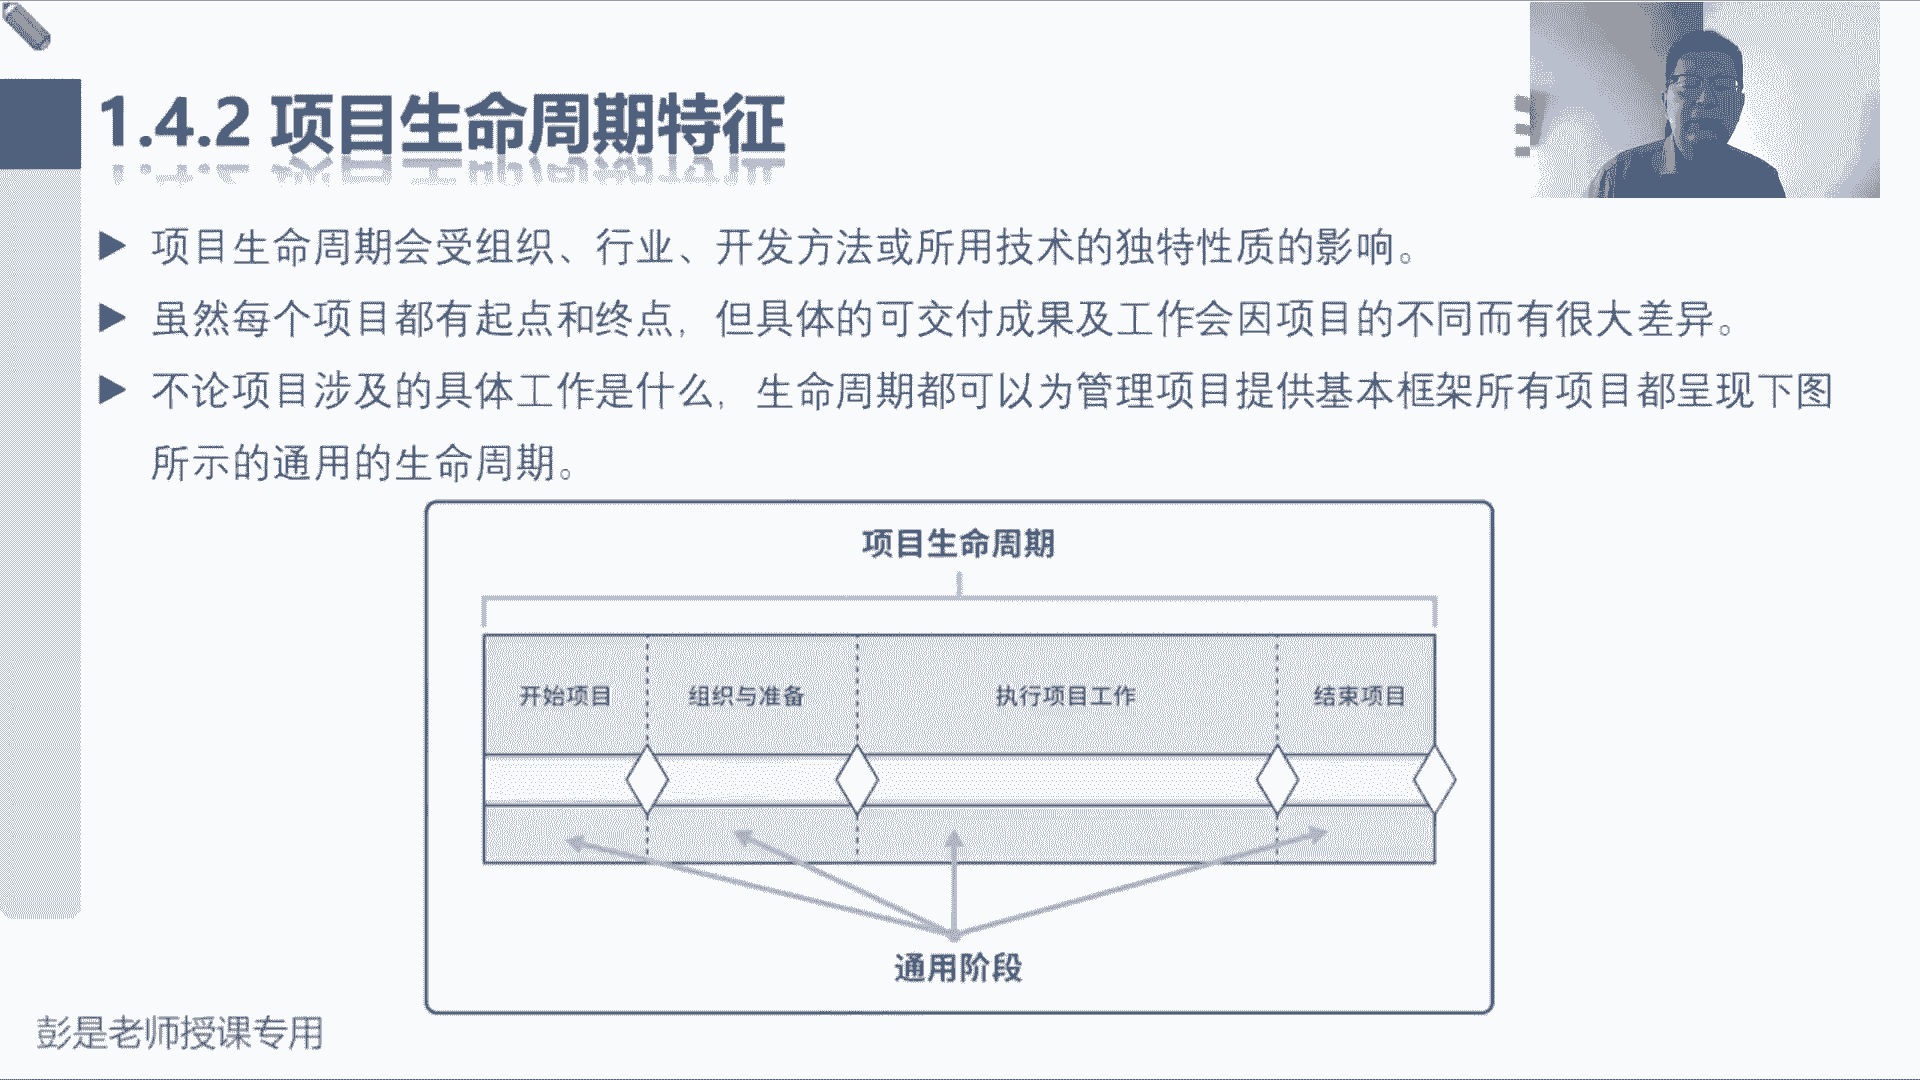 1.4.2 项目生命周期特征
项目生命周期会受组织、行业、开发方法或所用技术的独特性质的影响。
虽然每个项目都有起点和终点，但具体的可交付成果及工作会因项目的不同而有很大差异。
不论项目涉及的具体工作是什么，生命周期都可以为管理项目提供基本框架所有项目都呈现下图
所示的通用的生命周期。
项目生命周期
开始项目 组织与准备 执行项目工作 结束项目
通用阶段
彭是老师授课专用